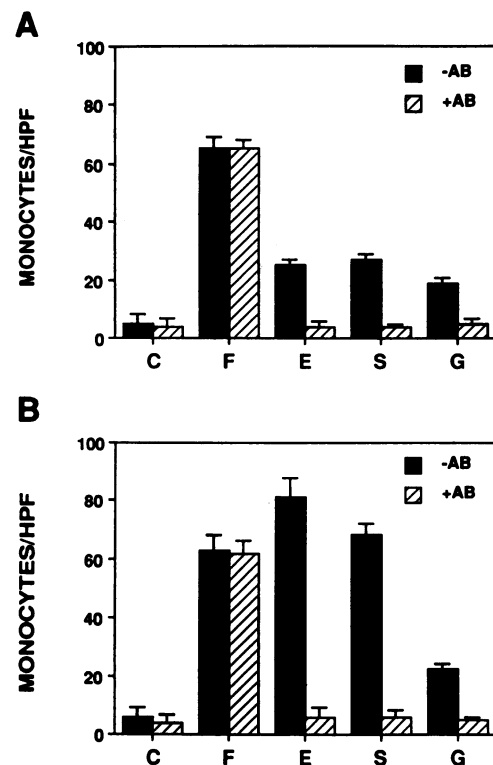 A
MONOCYTES/HPF
100
80
60
40
20
0
-AB
+AB
C F E S G
B
MONOCYTES/HPF
100
80
60
40
20
0
-AB
+AB
C F E S G